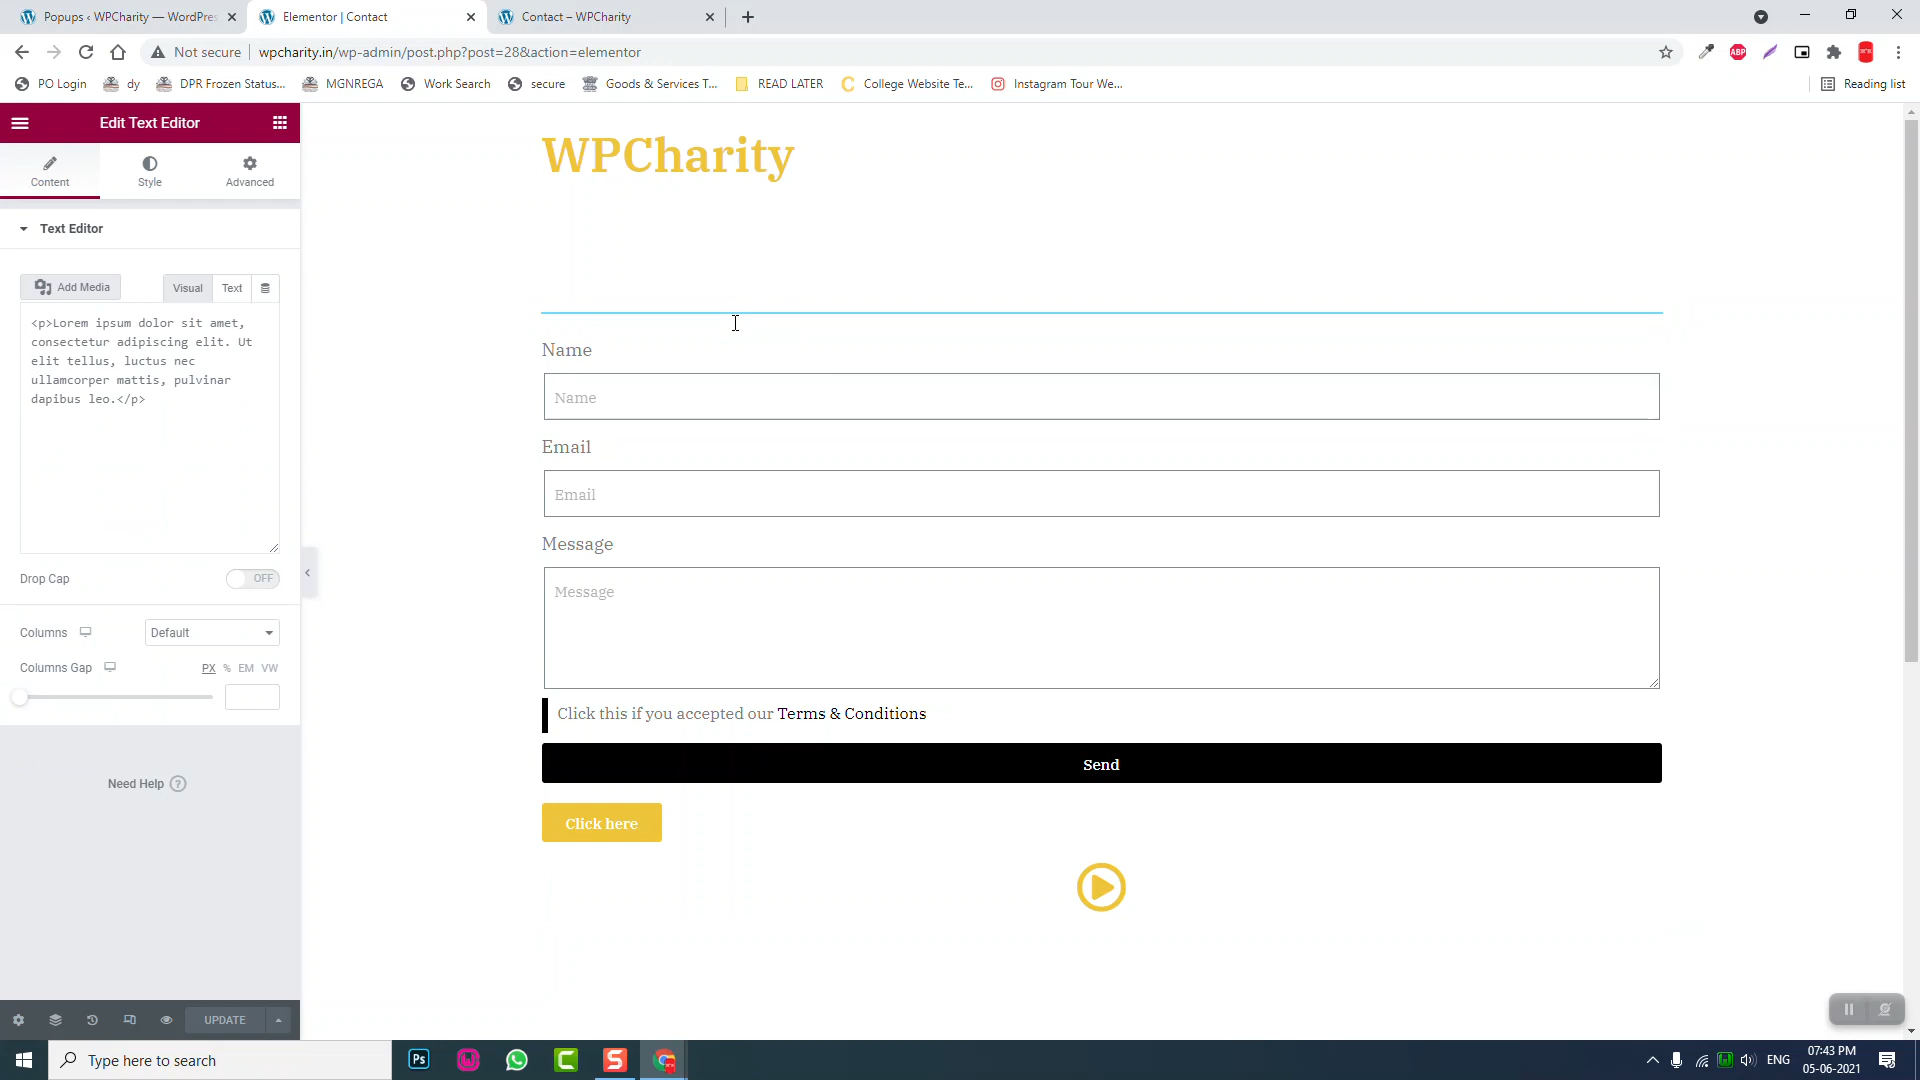 Popups ‹ WPCharity — WordPres
Elementor | Contact
Contact – WPCharity
Not secure
wpcharity.in/wp-admin/post.php?post=28&action=elementor
PO Login
dy
DPR Frozen Status...
MGNREGA
Work Search
secure
Goods & Services T...
READ LATER
College Website Te...
Instagram Tour We...
Reading list
Edit Text Editor
Content
Style
Advanced
Text Editor
Add Media
Visual
Text
<p>Lorem ipsum dolor sit amet,
consectetur adipiscing elit. Ut
elit tellus, luctus nec
ullamcorper mattis, pulvinar
dapibus leo.</p>
Drop Cap
OFF
Columns
Default
Columns Gap
PX % EM VW
Need Help ?
UPDATE
WPCharity
Name
Name
Email
Email
Message
Message
Click this if you accepted our Terms & Conditions
Send
Click here
Type here to search
Ps
ABP
ENG
07:43 PM
05-06-2021